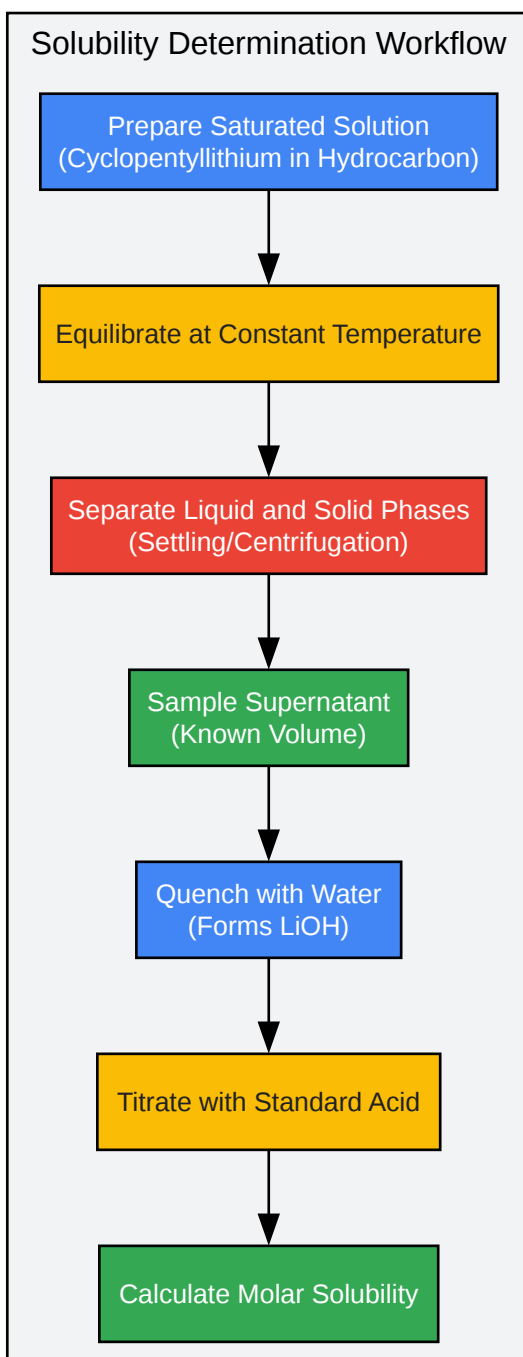 Solubility Determination Workflow
Prepare Saturated Solution
(Cyclopentyllithium in Hydrocarbon)
Equilibrate at Constant Temperature
Separate Liquid and Solid Phases
(Settling/Centrifugation)
Sample Supernatant
(Known Volume)
Quench with Water
(Forms LiOH)
Titrate with Standard Acid
Calculate Molar Solubility